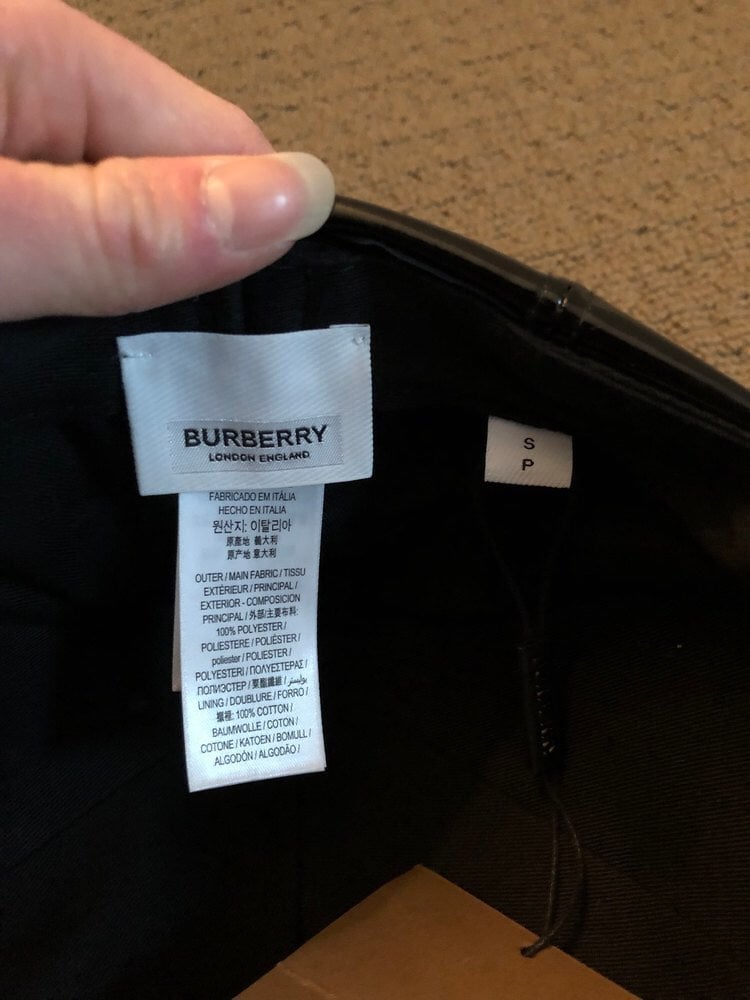 BURBERRY
LONDON ENGLAND
FABRICADO EM ITÁLIA
HECHO EN ITALIA
원산지: 이탈리아
原產地 義大利
原产地 意大利
OUTER / MAIN FABRIC / TISSU
EXTÉRIEUR / PRINCIPAL /
EXTERIOR - COMPOSICION
PRINCIPAL / 外部/主要布料:
100% POLYESTER /
POLIESTERE / POLIÉSTER /
poliester / POLIESTER /
POLYESTERI / ΠΟΛΥΕΣΤΕΡΑΣ /
ПОЛИЭСТЕР / 聚酯纖維 / بوليستر /
LINING / DOUBLURE / FORRO /
襯裡: 100% COTTON /
BAUMWOLLE / COTON /
COTONE / KATOEN / BOMULL /
ALGODÓN / ALGODÃO /
S
P